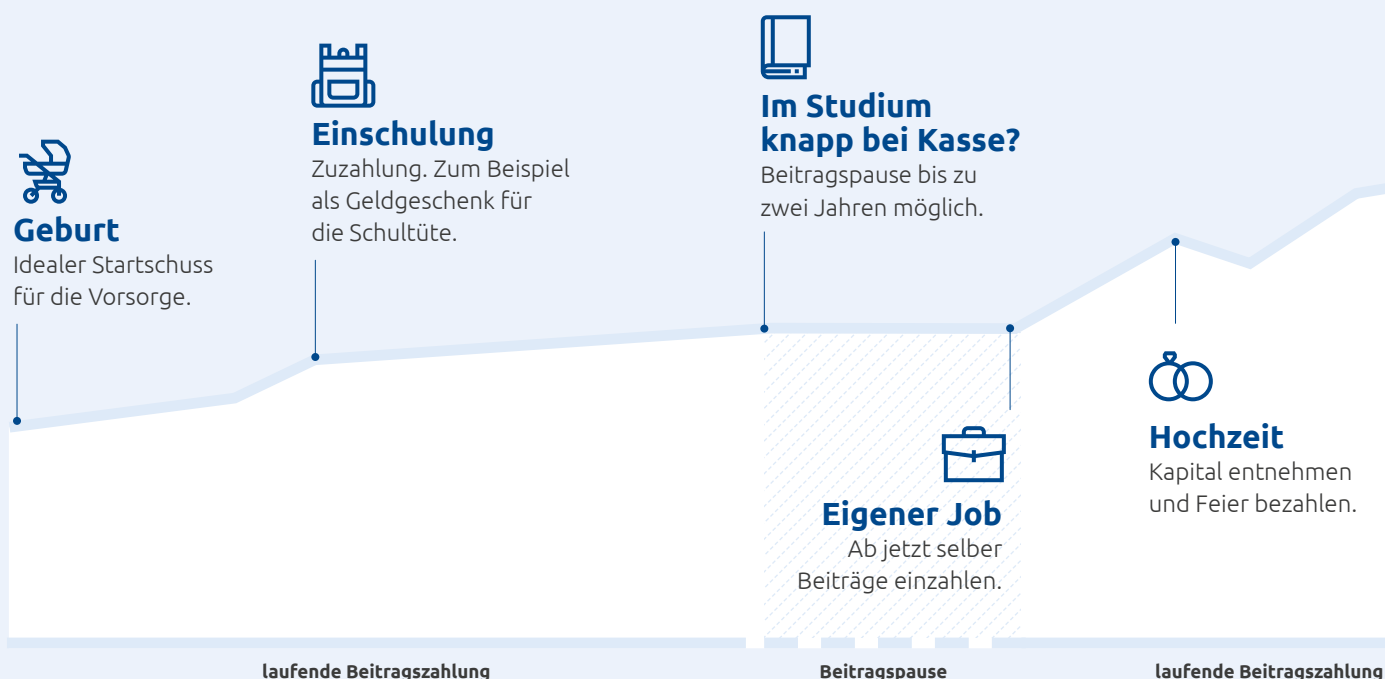 Geburt
Idealer Startschuss
für die Vorsorge.
Einschulung
Zuzahlung. Zum Beispiel
als Geldgeschenk für
die Schultüte.
Im Studium
knapp bei Kasse?
Beitragspause bis zu
zwei Jahren möglich.
Eigener Job
Ab jetzt selber
Beiträge einzahlen.
Hochzeit
Kapital entnehmen
und Feier bezahlen.
laufende Beitragszahlung
Beitragspause
laufende Beitragszahlung